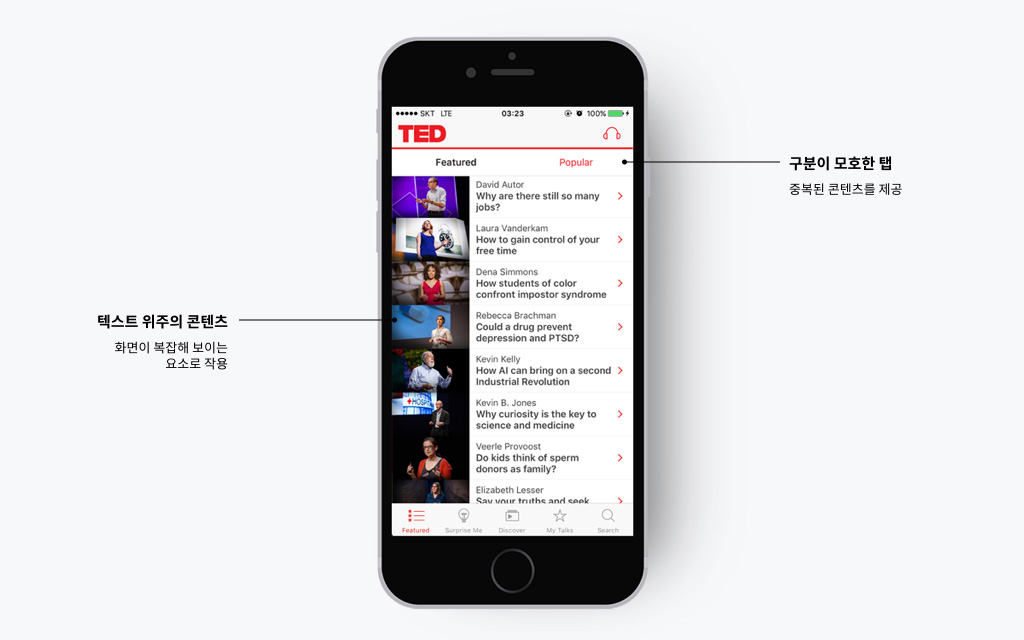 SKT LTE 03:23 100%
TED
Featured Popular
구분이 모호한 탭
중복된 콘텐츠를 제공
David Autor
Why are there still so many
jobs?
Laura Vanderkam
How to gain control of your
free time
Dena Simmons
How students of color
confront impostor syndrome
텍스트 위주의 콘텐츠
화면이 복잡해 보이는
요소로 작용
Rebecca Brachman
Could a drug prevent
depression and PTSD?
Kevin Kelly
How AI can bring on a second
Industrial Revolution
HOSP
Kevin B. Jones
Why curiosity is the key to
science and medicine
Veerle Provoost
Do kids think of sperm
donors as family?
Elizabeth Lesser
Say your truths and seek
Featured Surprise Me Discover My Talks Search